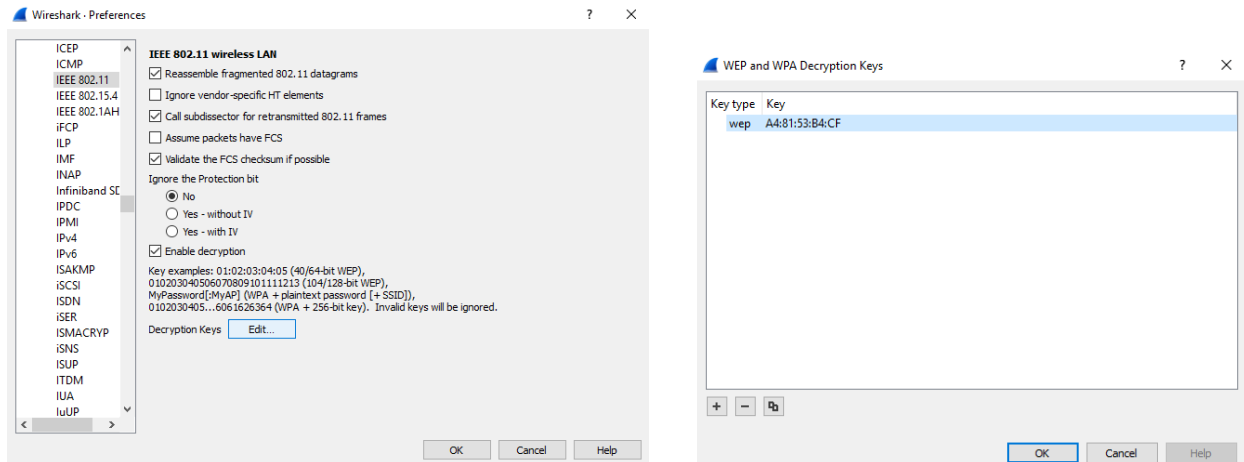 Wireshark · Preferences
?
ICEP
ICMP
IEEE 802.11
IEEE 802.15.4
IEEE 802.1AH
iFCP
ILP
IMF
INAP
Infiniband SD
IPDC
IPMI
IPv4
IPv6
ISAKMP
iSCSI
ISDN
iSER
ISMACRYP
iSNS
ISUP
ITDM
IUA
IuUP
IEEE 802.11 wireless LAN
Reassemble fragmented 802.11 datagrams
Ignore vendor-specific HT elements
Call subdissector for retransmitted 802.11 frames
Assume packets have FCS
Validate the FCS checksum if possible
Ignore the Protection bit
No
Yes - without IV
Yes - with IV
Enable decryption
Key examples: 01:02:03:04:05 (40/64-bit WEP),
010203040506070809101111213 (104/128-bit WEP),
MyPassword[:MyAP] (WPA + plaintext password [+ SSID]),
0102030405...6061626364 (WPA + 256-bit key). Invalid keys will be ignored.
Decryption Keys Edit...
OK Cancel Help
WEP and WPA Decryption Keys
?
Key type Key
wep A4:81:53:B4:CF
OK Cancel Help